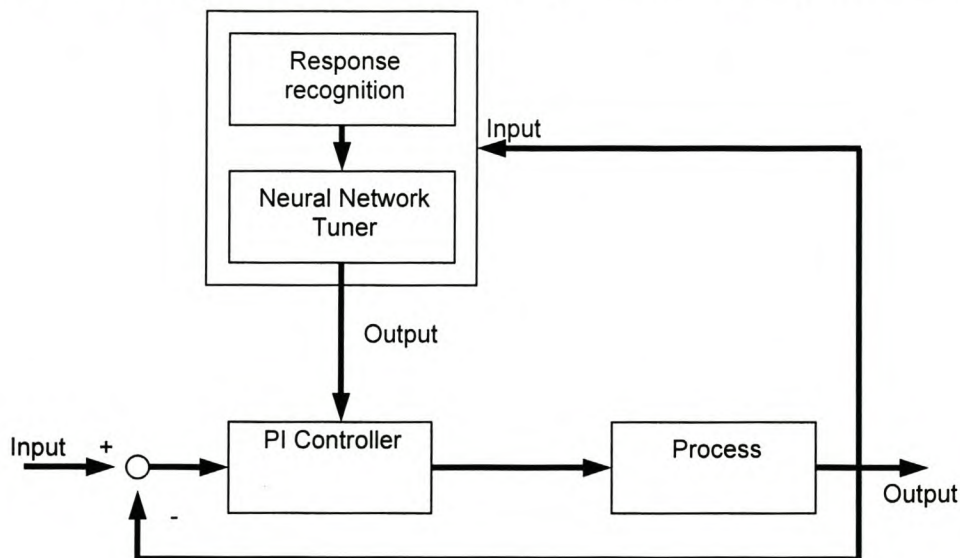 Response
recognition
Input
Neural Network
Tuner
Output
Input
+
PI Controller
Process
Output
-